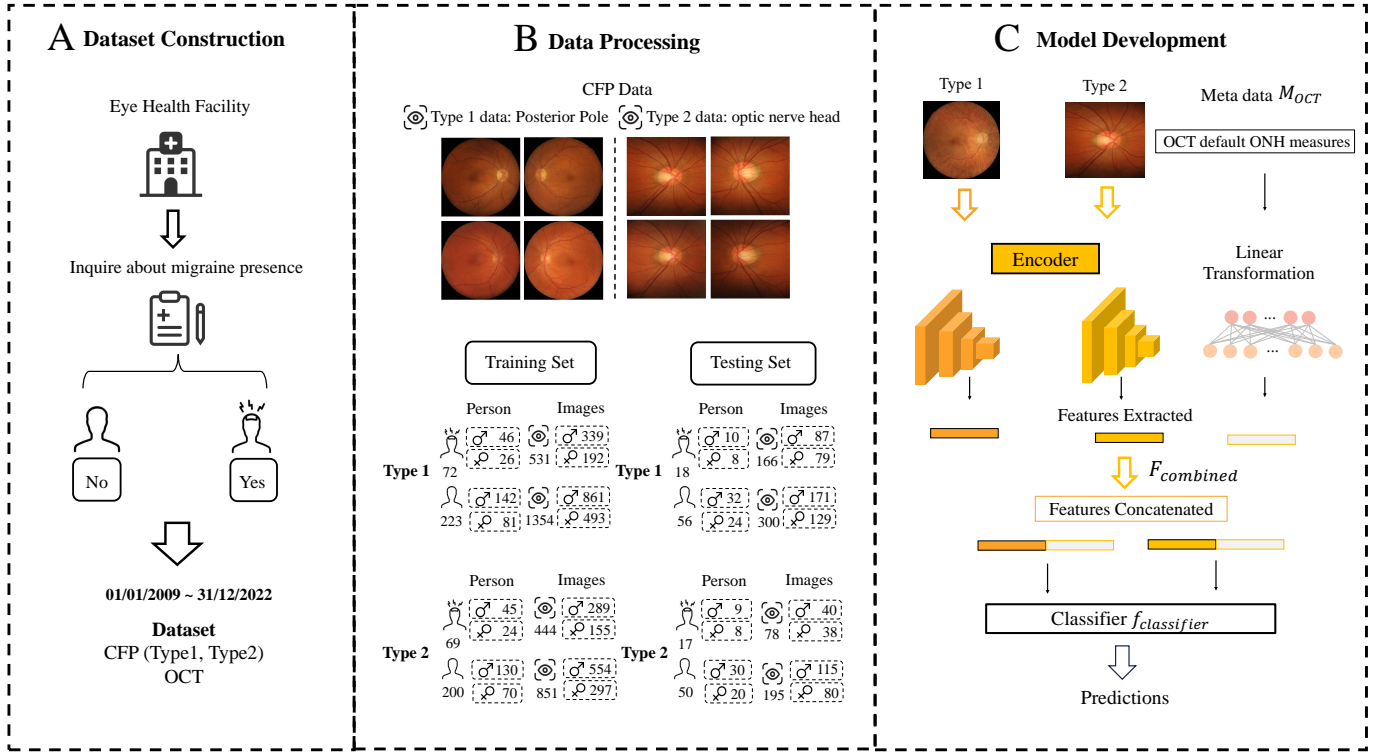 A Dataset Construction
Eye Health Facility
Inquire about migraine presence
No
Yes
01/01/2009 ~ 31/12/2022
Dataset
CFP (Type1, Type2)
OCT
B Data Processing
CFP Data
Type 1 data: Posterior Pole
Type 2 data: optic nerve head
Training Set
Testing Set
Person Images
Type 1
72
♂ 46
♀ 26
531
♂ 339
♀ 192
223
♂ 142
♀ 81
1354
♂ 861
♀ 493
Person Images
Type 1
18
♂ 10
♀ 8
166
♂ 87
♀ 79
56
♂ 32
♀ 24
300
♂ 171
♀ 129
Person Images
Type 2
69
♂ 45
♀ 24
444
♂ 289
♀ 155
200
♂ 130
♀ 70
851
♂ 554
♀ 297
Person Images
Type 2
17
♂ 9
♀ 8
78
♂ 40
♀ 38
50
♂ 30
♀ 20
195
♂ 115
♀ 80
C Model Development
Type 1
Type 2
Meta data M_OCT
OCT default ONH measures
Encoder
Linear
Transformation
...
...
Features Extracted
F_combined
Features Concatenated
Classifier f_classifier
Predictions